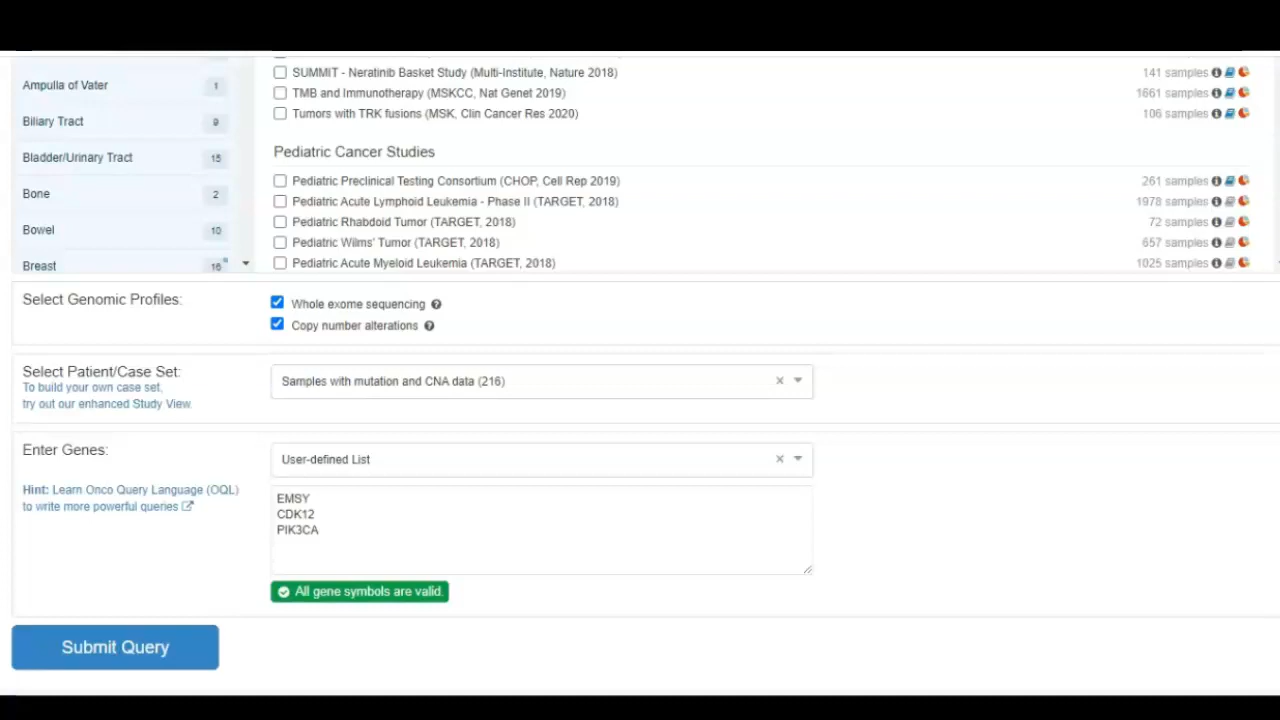 SUMMIT - Neratinib Basket Study (Multi-Institute, Nature 2018) 141 samples
Ampulla of Vater 1
TMB and Immunotherapy (MSKCC, Nat Genet 2019) 1661 samples
Tumors with TRK fusions (MSK, Clin Cancer Res 2020) 106 samples
Biliary Tract 9
Pediatric Cancer Studies
Bladder/Urinary Tract 15
Pediatric Preclinical Testing Consortium (CHOP, Cell Rep 2019) 261 samples
Bone 2
Pediatric Acute Lymphoid Leukemia - Phase II (TARGET, 2018) 1978 samples
Pediatric Rhabdoid Tumor (TARGET, 2018) 72 samples
Bowel 10
Pediatric Wilms' Tumor (TARGET, 2018) 657 samples
Breast 16
Pediatric Acute Myeloid Leukemia (TARGET, 2018) 1025 samples
Select Genomic Profiles:
Whole exome sequencing
Copy number alterations
Select Patient/Case Set:
To build your own case set,
try out our enhanced Study View.
Samples with mutation and CNA data (216)
Enter Genes:
User-defined List
Hint: Learn Onco Query Language (OQL)
to write more powerful queries
EMSY
CDK12
PIK3CA
All gene symbols are valid.
Submit Query